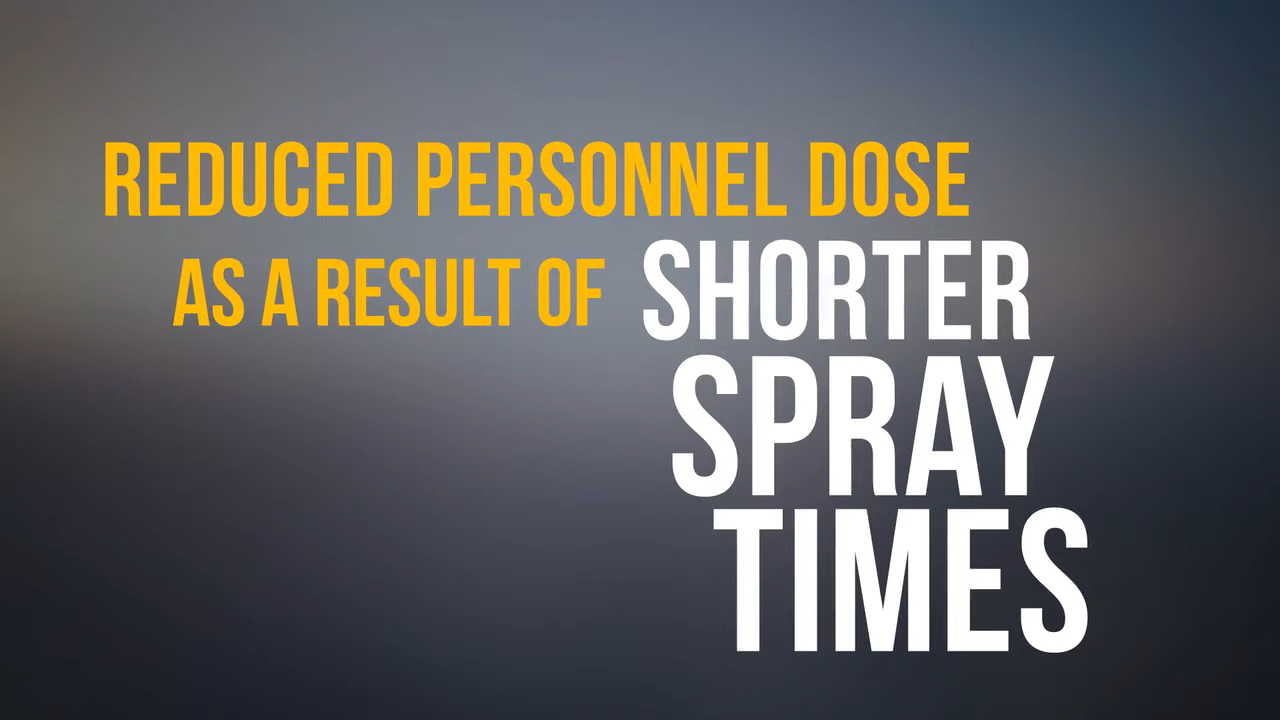 REDUCED PERSONNEL DOSE
AS A RESULT OF SHORTER
SPRAY
TIMES